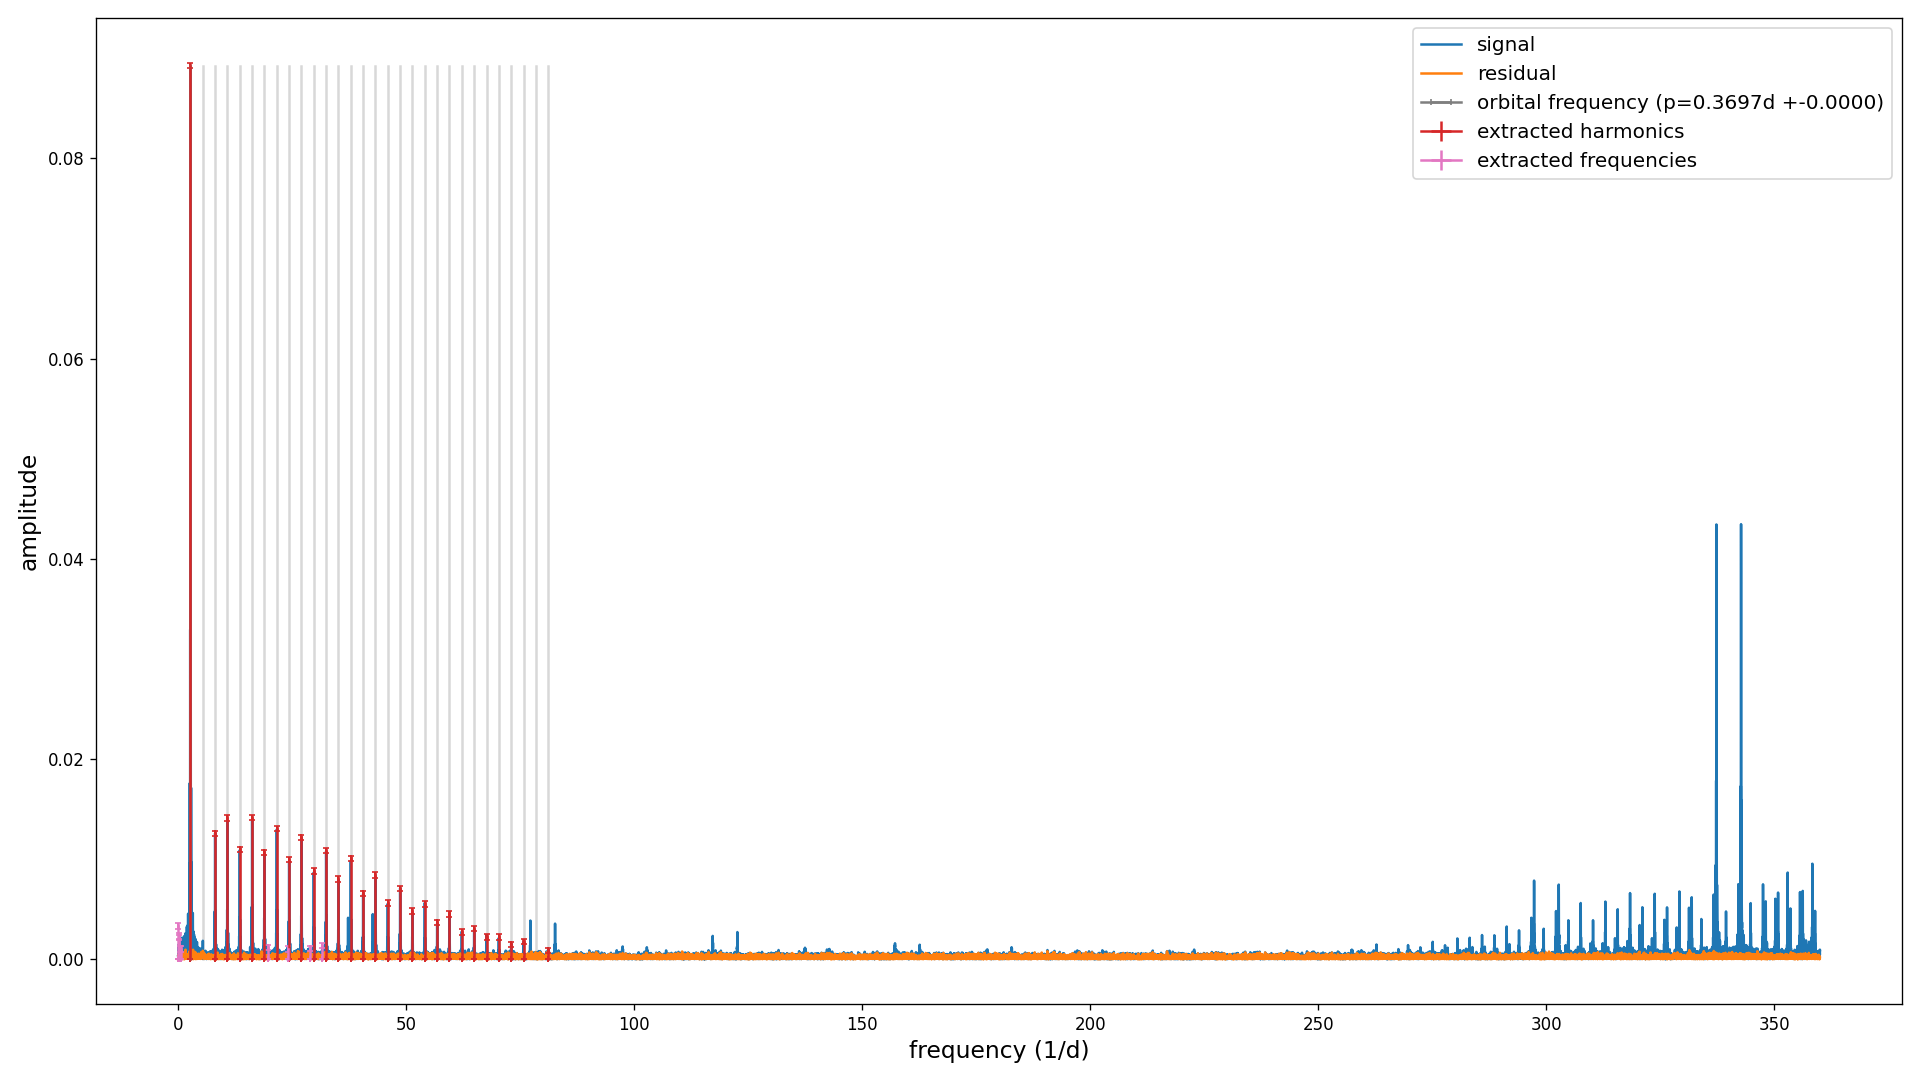 signal
residual
orbital frequency (p=0.3697d +-0.0000)
extracted harmonics
extracted frequencies
0.08
0.06
0.04
0.02
0.00
amplitude
0 50 100 150 200 250 300 350
frequency (1/d)